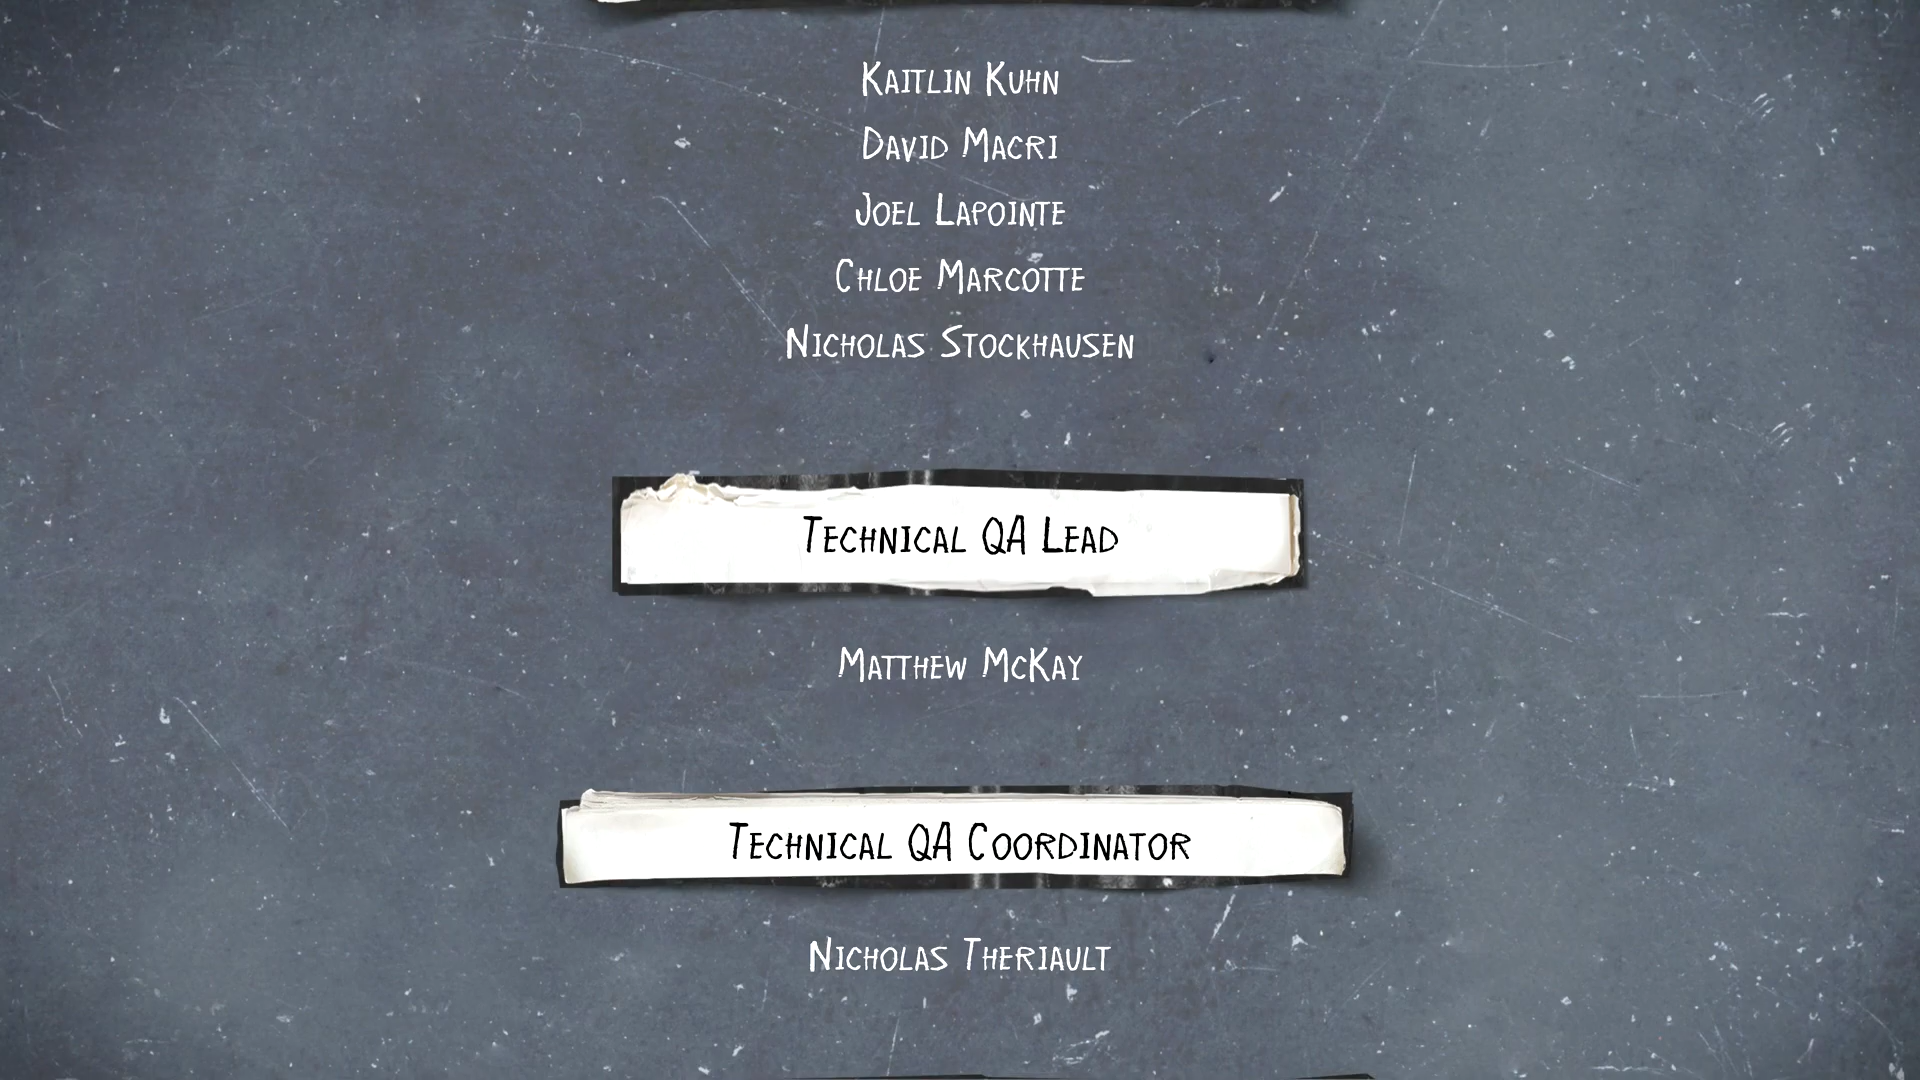 Kaitlin Kuhn
David Macri
Joel Lapointe
Chloe Marcotte
Nicholas Stockhausen
Technical QA Lead
Matthew McKay
Technical QA Coordinator
Nicholas Theriault